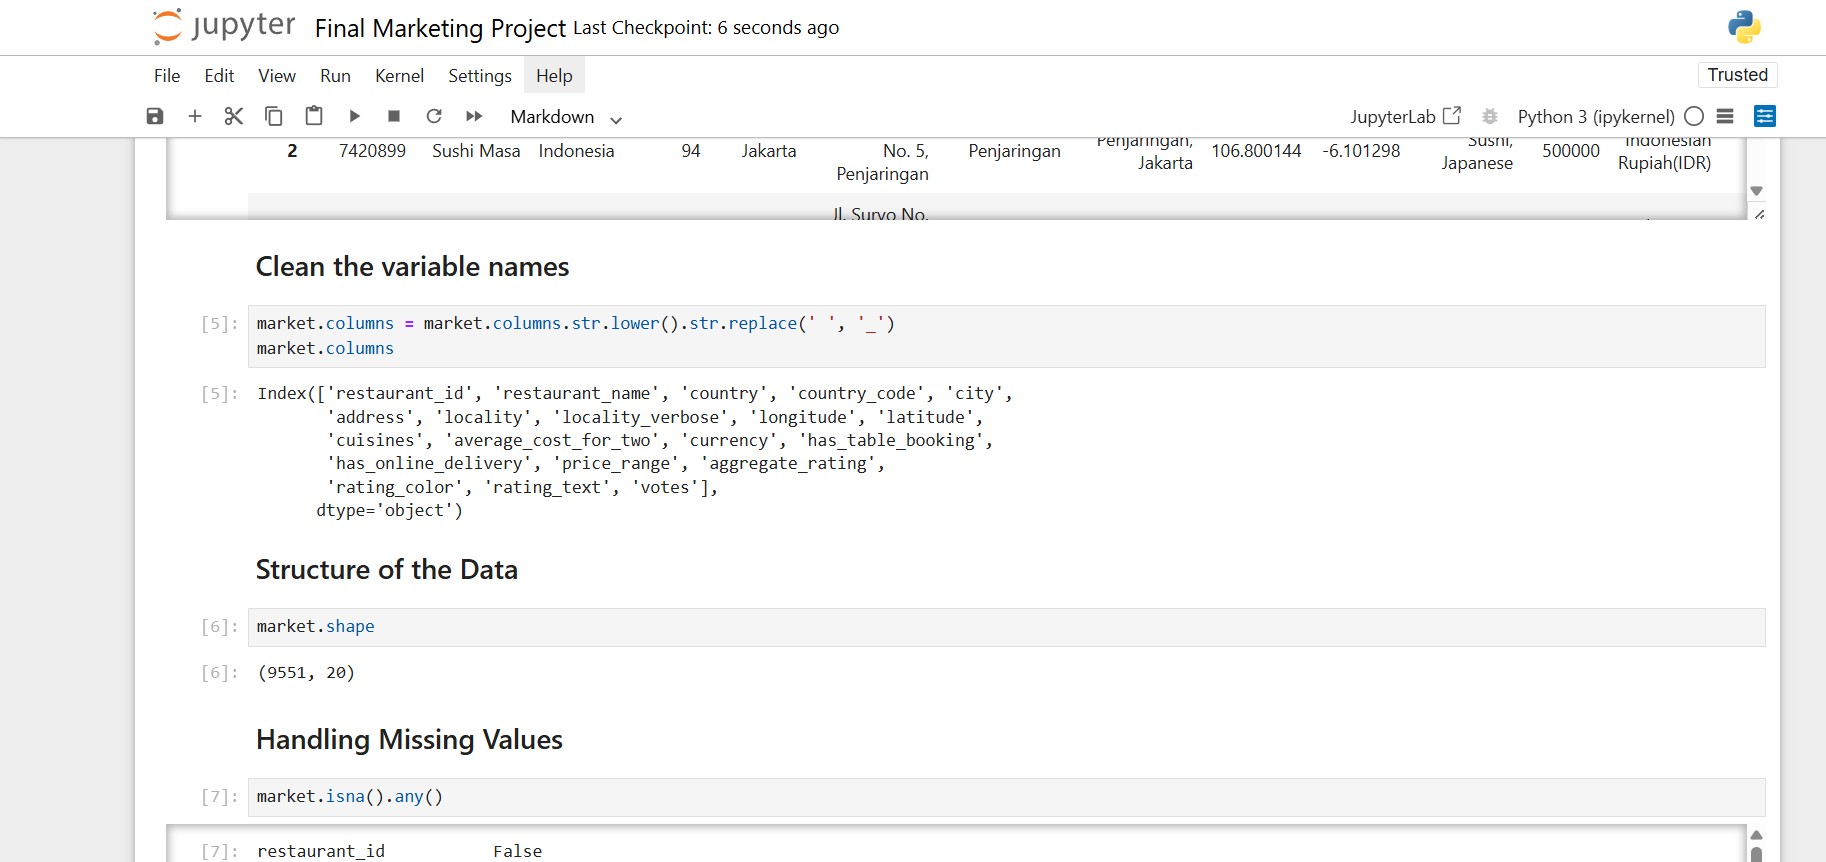 jupyter Final Marketing Project Last Checkpoint: 6 seconds ago
File Edit View Run Kernel Settings Help Trusted
Markdown JupyterLab Python 3 (ipykernel)
Penjaringan, Sushi, Indonesian
2 7420899 Sushi Masa Indonesia 94 Jakarta No. 5, Penjaringan Jakarta 106.800144 -6.101298 Japanese 500000 Rupiah(IDR)
Penjaringan
Jl. Suryo No.
Clean the variable names
[5]: market.columns = market.columns.str.lower().str.replace(' ', '_')
market.columns
[5]: Index(['restaurant_id', 'restaurant_name', 'country', 'country_code', 'city',
'address', 'locality', 'locality_verbose', 'longitude', 'latitude',
'cuisines', 'average_cost_for_two', 'currency', 'has_table_booking',
'has_online_delivery', 'price_range', 'aggregate_rating',
'rating_color', 'rating_text', 'votes'],
dtype='object')
Structure of the Data
[6]: market.shape
[6]: (9551, 20)
Handling Missing Values
[7]: market.isna().any()
[7]: restaurant_id False